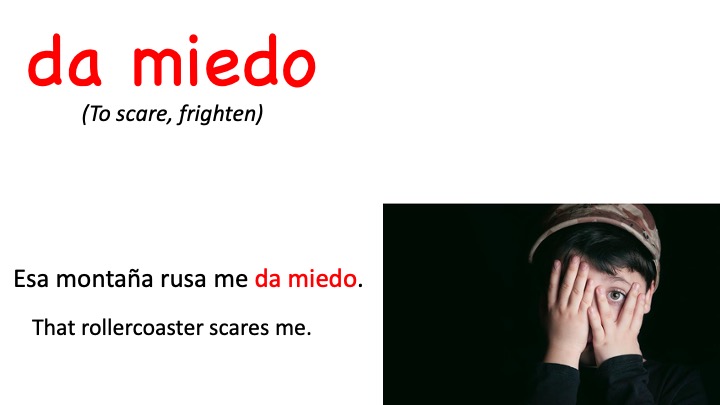 da miedo
(To scare, frighten)
Esa montaña rusa me da miedo.
That rollercoaster scares me.